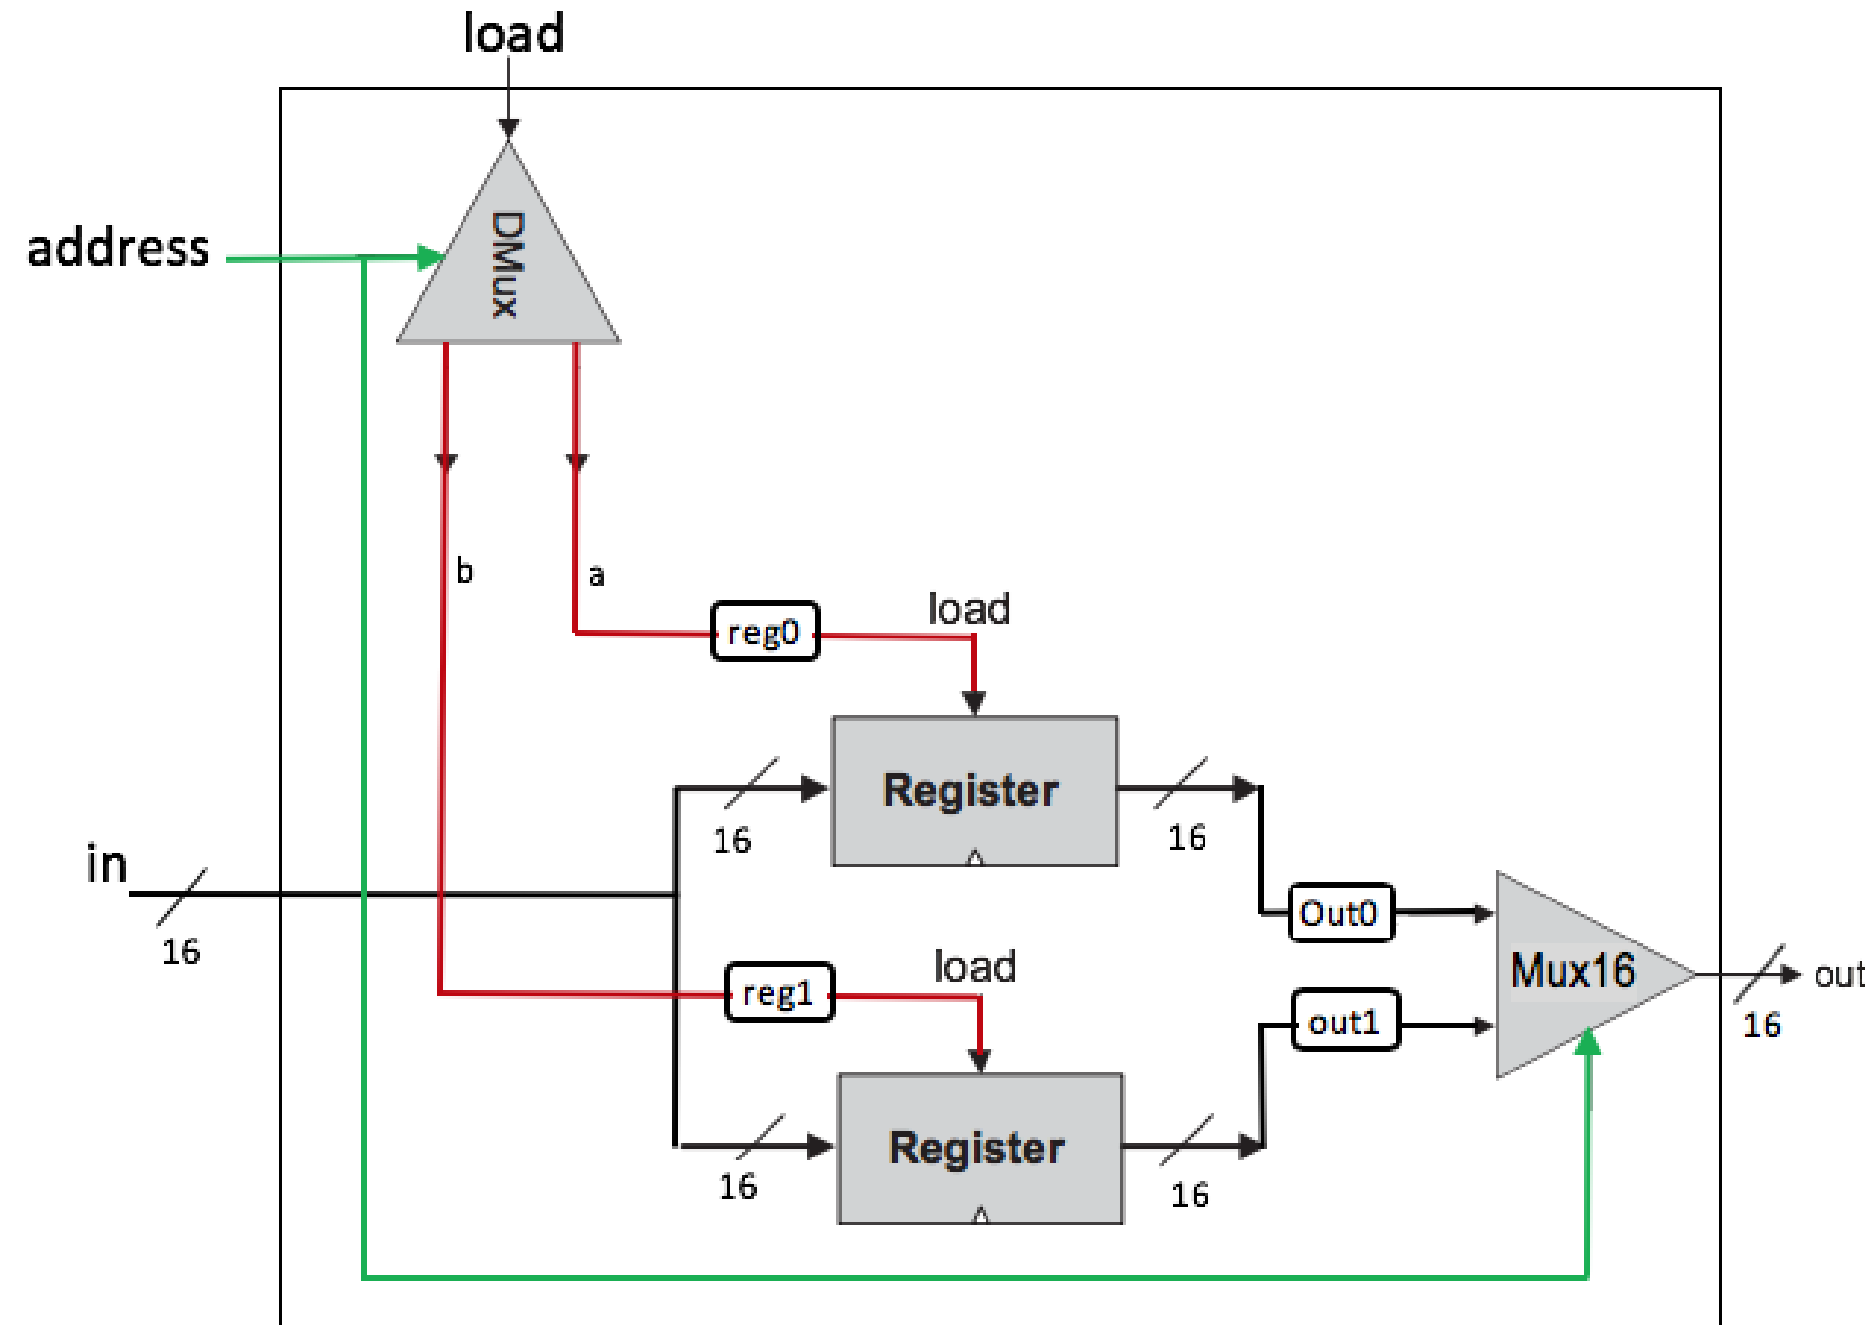 load
address
DMux
b
a
reg0
load
Register
16
16
in
16
Out0
Mux16
out
16
reg1
load
out1
Register
16
16